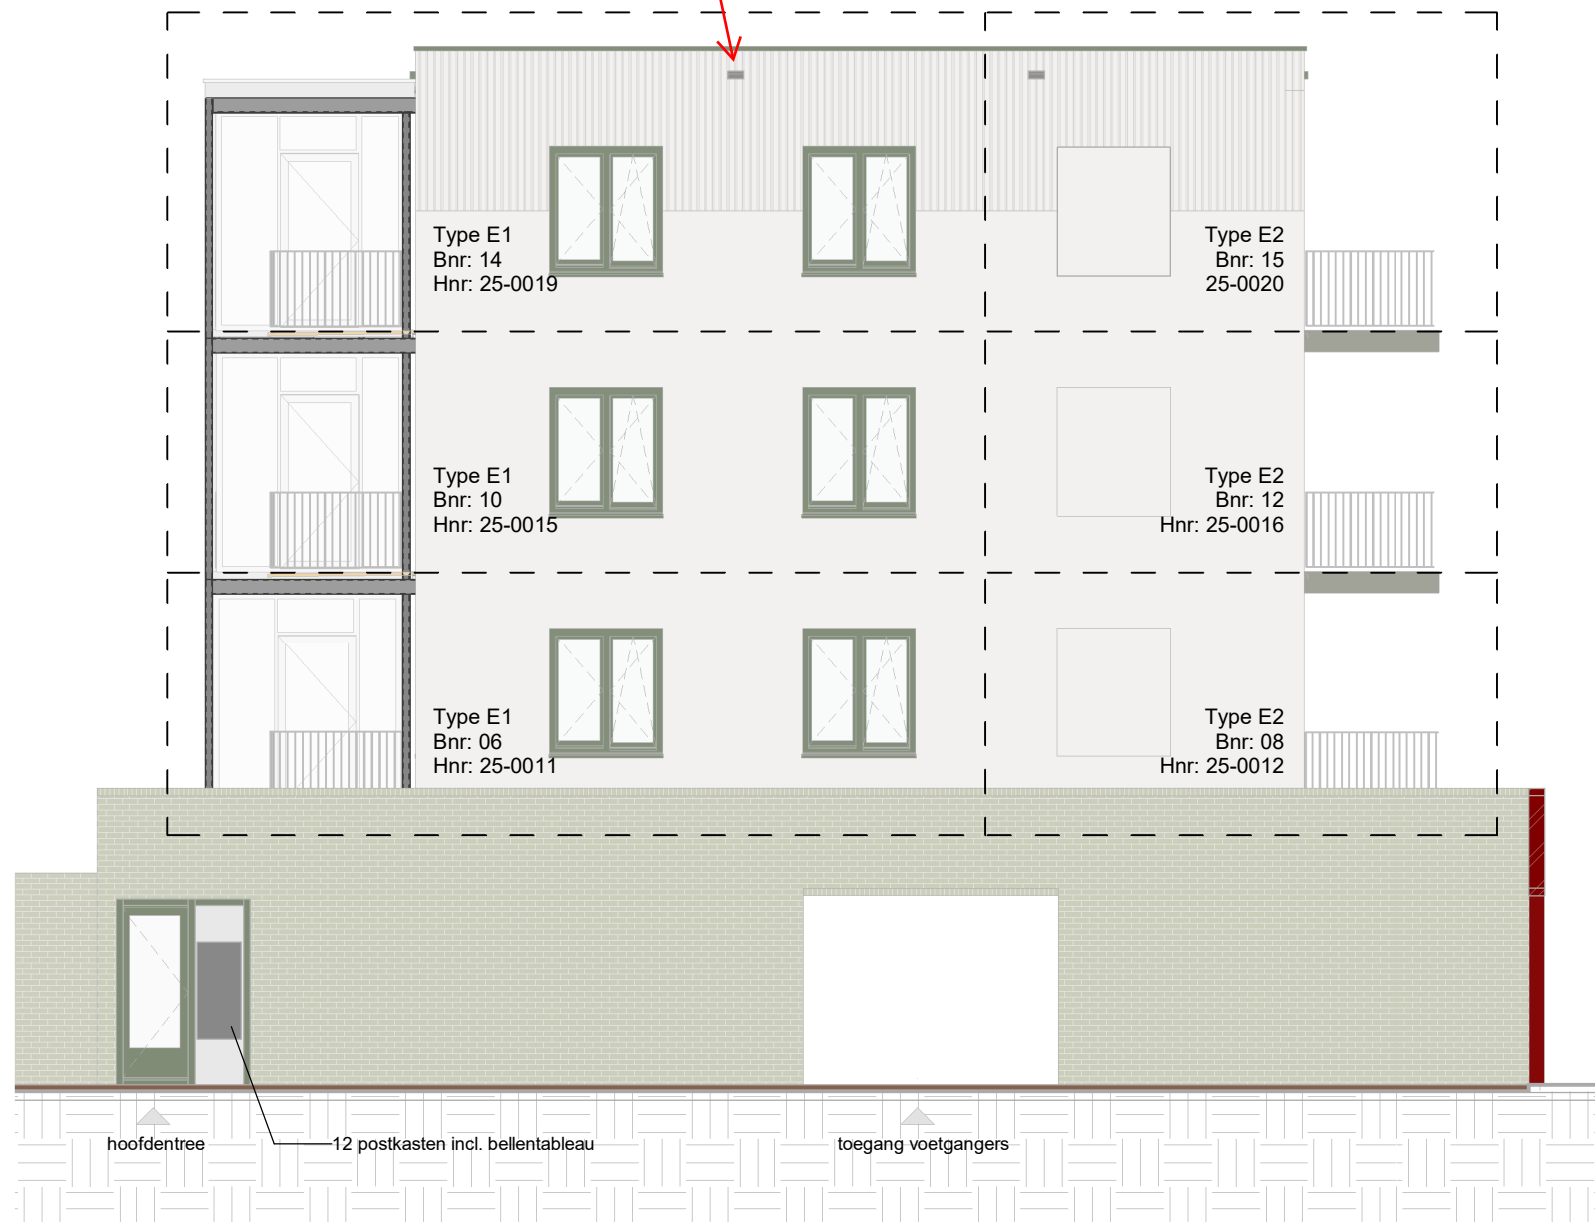 Type E1
Bnr: 14
Hnr: 25-0019
Type E2
Bnr: 15
25-0020
Type E1
Bnr: 10
Hnr: 25-0015
Type E2
Bnr: 12
Hnr: 25-0016
Type E1
Bnr: 06
Hnr: 25-0011
Type E2
Bnr: 08
Hnr: 25-0012
hoofdentree
12 postkasten incl. bellentableau
toegang voetgangers